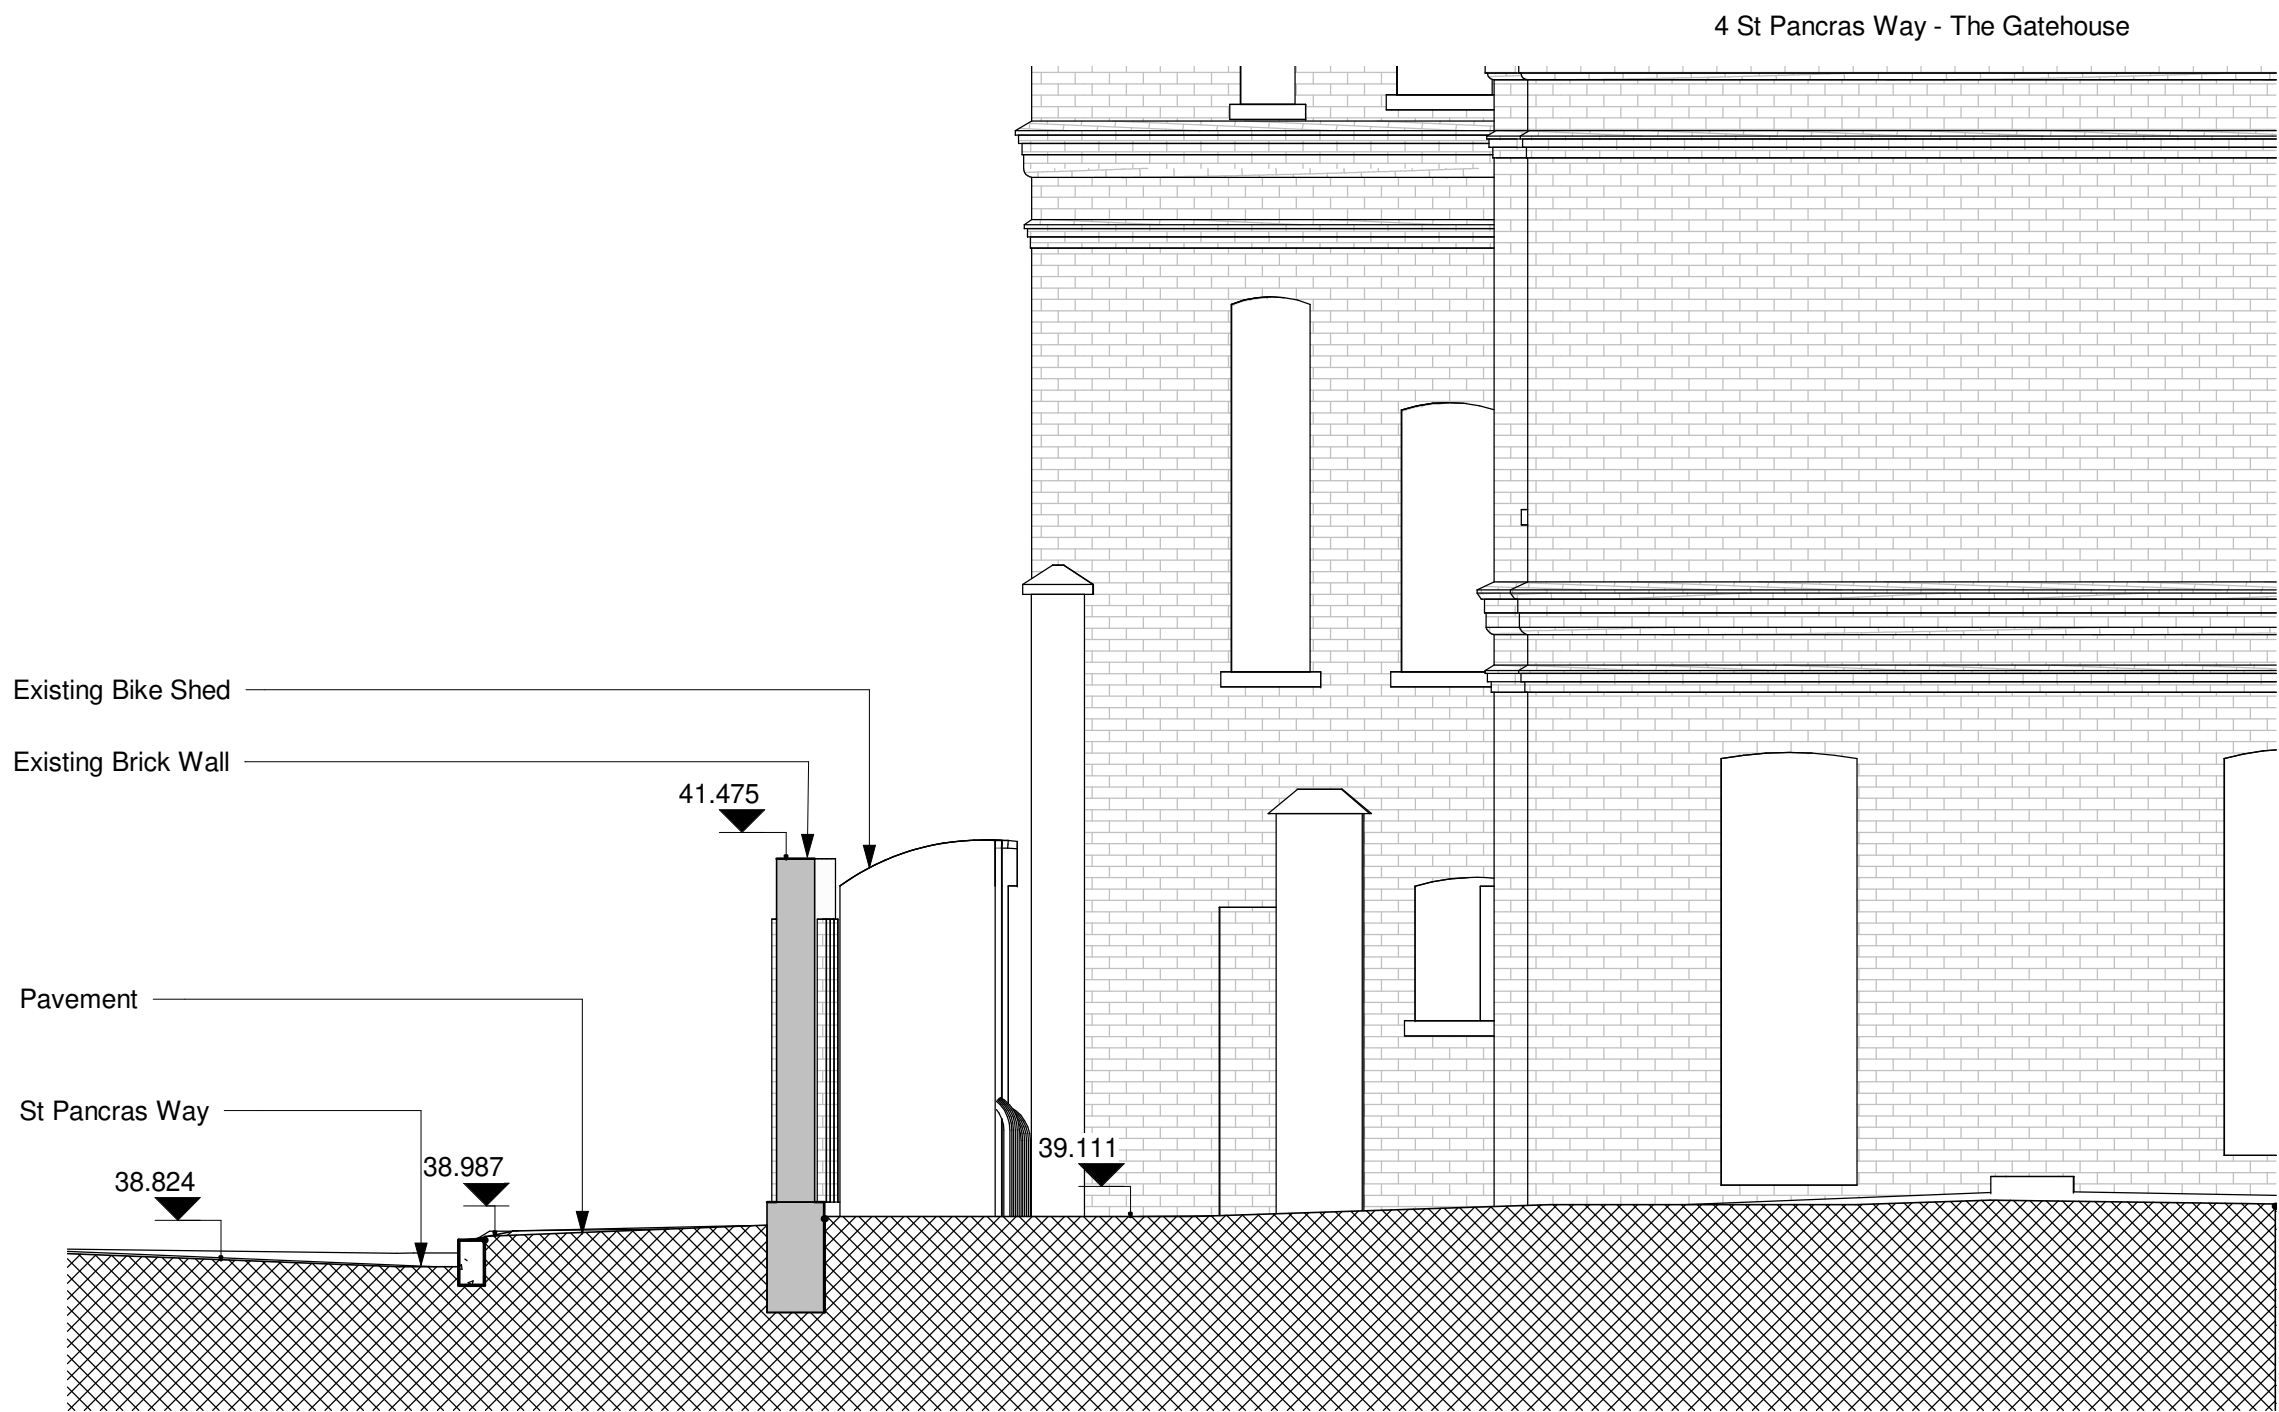 4 St Pancras Way - The Gatehouse
Existing Bike Shed
Existing Brick Wall
41.475
Pavement
St Pancras Way
39.111
38.987
38.824